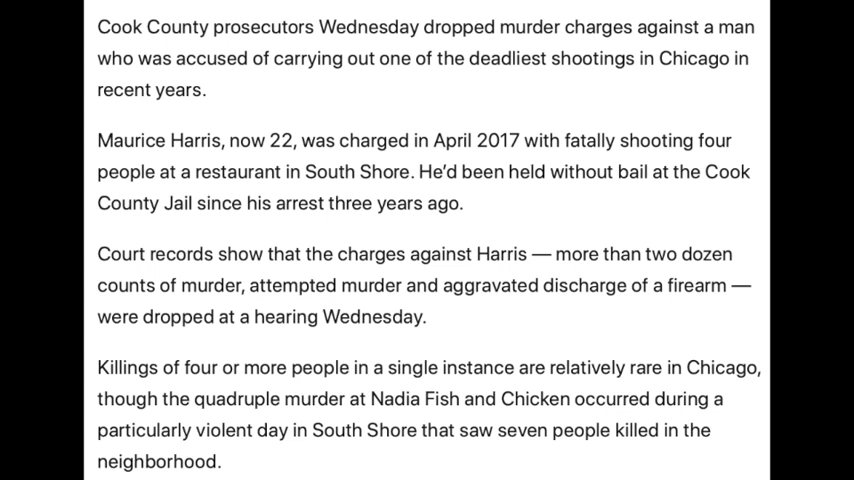 Cook County prosecutors Wednesday dropped murder charges against a man
who was accused of carrying out one of the deadliest shootings in Chicago in
recent years.
Maurice Harris, now 22, was charged in April 2017 with fatally shooting four
people at a restaurant in South Shore. He’d been held without bail at the Cook
County Jail since his arrest three years ago.
Court records show that the charges against Harris — more than two dozen
counts of murder, attempted murder and aggravated discharge of a firearm —
were dropped at a hearing Wednesday.
Killings of four or more people in a single instance are relatively rare in Chicago,
though the quadruple murder at Nadia Fish and Chicken occurred during a
particularly violent day in South Shore that saw seven people killed in the
neighborhood.